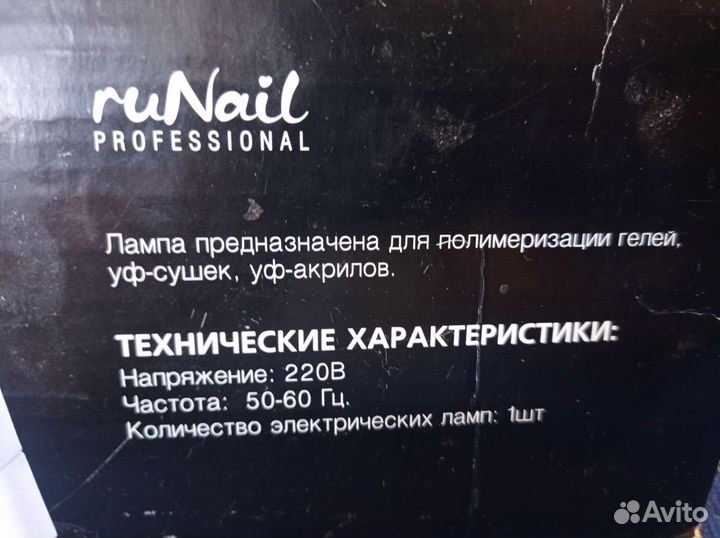 ruNail
PROFESSIONAL
Лампа предназначена для полимеризации гелей,
уф-сушек, уф-акрилов.
ТЕХНИЧЕСКИЕ ХАРАКТЕРИСТИКИ:
Напряжение: 220В
Частота: 50-60 Гц.
Количество электрических ламп: 1шт
Avito